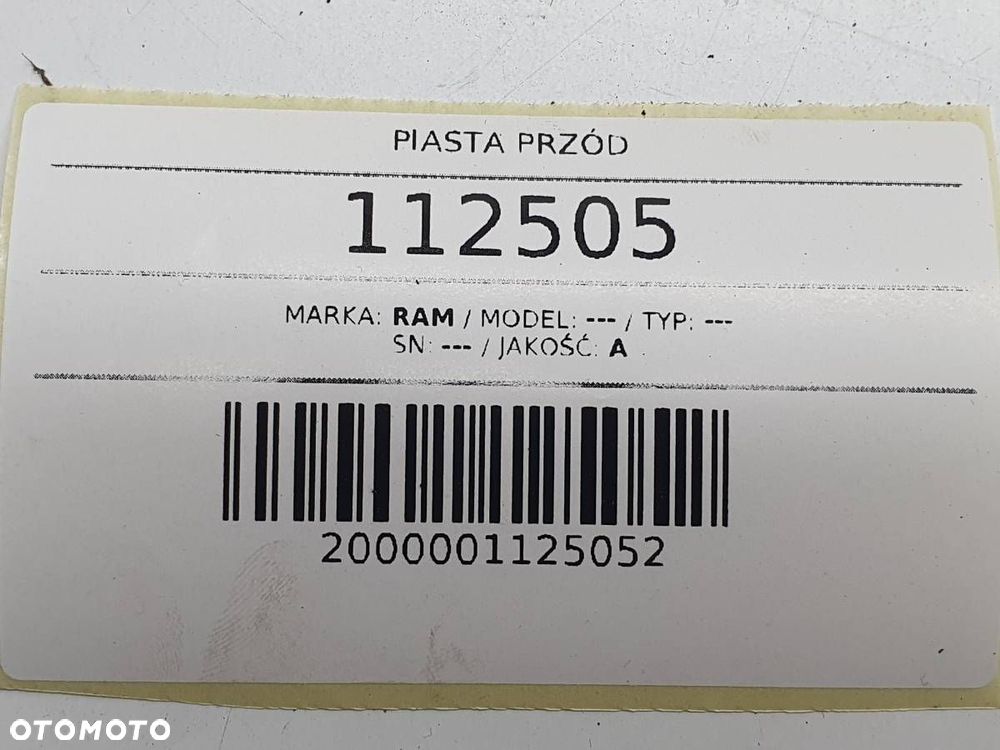 PIASTA PRZÓD
112505
MARKA: RAM / MODEL: --- / TYP: ---
SN: --- / JAKOŚĆ: A
2000001125052
OTOMOTO